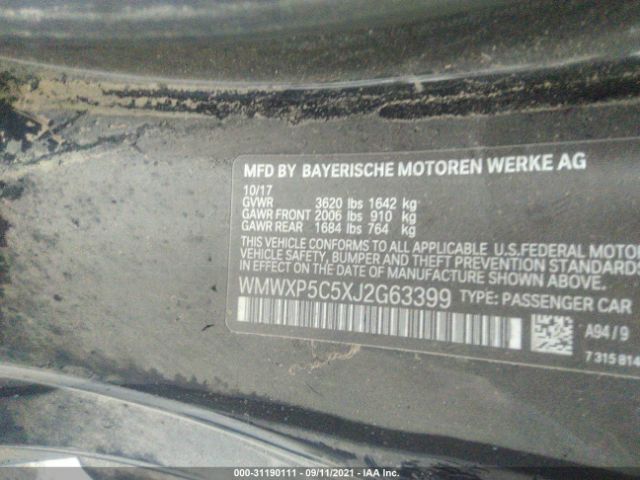 MFD BY BAYERISCHE MOTOREN WERKE AG
10/17
GVWR 3620 lbs 1642 kg
GAWR FRONT 2006 lbs 910 kg
GAWR REAR 1684 lbs 764 kg
THIS VEHICLE CONFORMS TO ALL APPLICABLE U.S.FEDERAL MOTOR
VEHICLE SAFETY, BUMPER AND THEFT PREVENTION STANDARDS
IN EFFECT ON THE DATE OF MANUFACTURE SHOWN ABOVE.
WMWXP5C5XJ2G63399 TYPE: PASSENGER CAR
A94 / 9
7 315 814
000-31190111 - 09/11/2021 - IAA Inc.